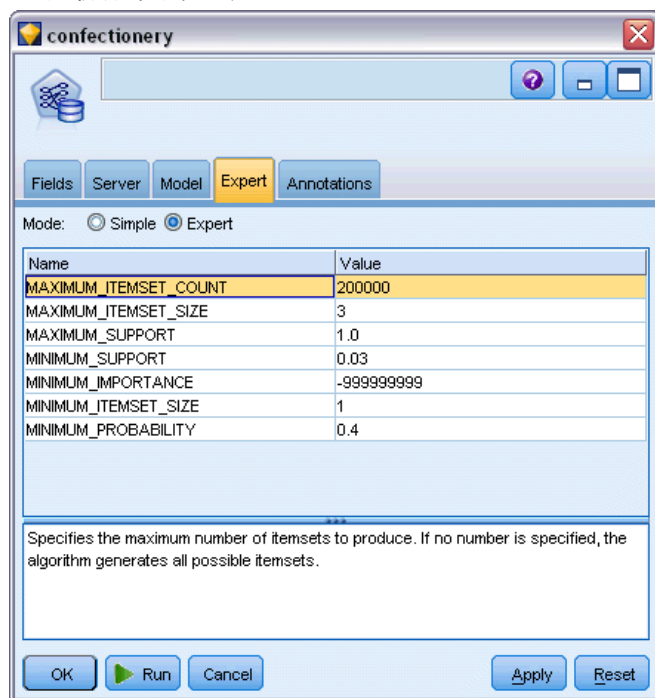 confectionery
Fields Server Model Expert Annotations
Mode: Simple Expert
Name Value
MAXIMUM_ITEMSET_COUNT 200000
MAXIMUM_ITEMSET_SIZE 3
MAXIMUM_SUPPORT 1.0
MINIMUM_SUPPORT 0.03
MINIMUM_IMPORTANCE -999999999
MINIMUM_ITEMSET_SIZE 1
MINIMUM_PROBABILITY 0.4
Specifies the maximum number of itemsets to produce. If no number is specified, the
algorithm generates all possible itemsets.
OK Run Cancel Apply Reset